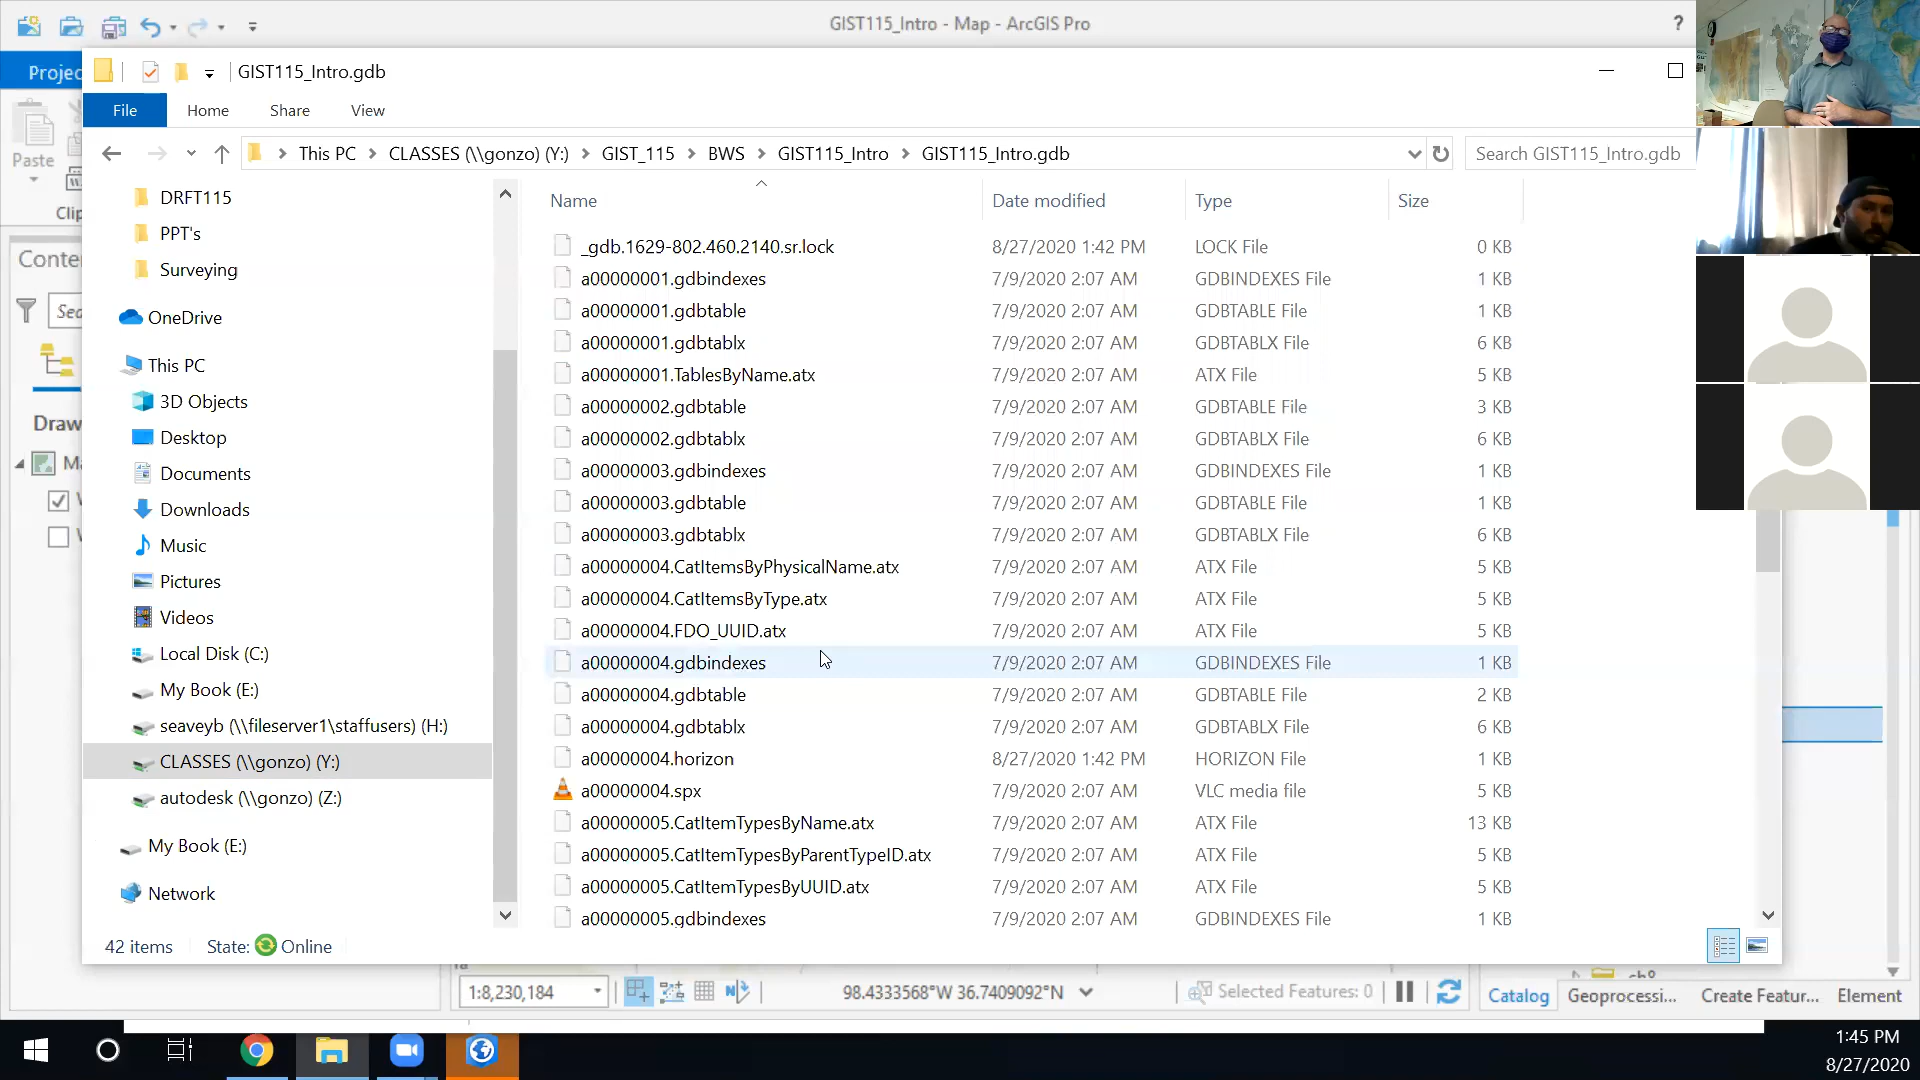 GIST115_Intro - Map - ArcGIS Pro
?
Projec
GIST115_Intro.gdb
File
Home
Share
View
Paste
This PC
CLASSES (\\gonzo) (Y:)
GIST_115
BWS
GIST115_Intro
GIST115_Intro.gdb
Search GIST115_Intro.gdb
Clip
Conte
Sea
Draw
Ma
DRFT115
PPT's
Surveying
OneDrive
This PC
3D Objects
Desktop
Documents
Downloads
Music
Pictures
Videos
Local Disk (C:)
My Book (E:)
seaveyb (\\fileserver1\staffusers) (H:)
CLASSES (\\gonzo) (Y:)
autodesk (\\gonzo) (Z:)
My Book (E:)
Network
Name Date modified Type Size
_gdb.1629-802.460.2140.sr.lock 8/27/2020 1:42 PM LOCK File 0 KB
a00000001.gdbindexes 7/9/2020 2:07 AM GDBINDEXES File 1 KB
a00000001.gdbtable 7/9/2020 2:07 AM GDBTABLE File 1 KB
a00000001.gdbtablx 7/9/2020 2:07 AM GDBTABLX File 6 KB
a00000001.TablesByName.atx 7/9/2020 2:07 AM ATX File 5 KB
a00000002.gdbtable 7/9/2020 2:07 AM GDBTABLE File 3 KB
a00000002.gdbtablx 7/9/2020 2:07 AM GDBTABLX File 6 KB
a00000003.gdbindexes 7/9/2020 2:07 AM GDBINDEXES File 1 KB
a00000003.gdbtable 7/9/2020 2:07 AM GDBTABLE File 1 KB
a00000003.gdbtablx 7/9/2020 2:07 AM GDBTABLX File 6 KB
a00000004.CatItemsByPhysicalName.atx 7/9/2020 2:07 AM ATX File 5 KB
a00000004.CatItemsByType.atx 7/9/2020 2:07 AM ATX File 5 KB
a00000004.FDO_UUID.atx 7/9/2020 2:07 AM ATX File 5 KB
a00000004.gdbindexes 7/9/2020 2:07 AM GDBINDEXES File 1 KB
a00000004.gdbtable 7/9/2020 2:07 AM GDBTABLE File 2 KB
a00000004.gdbtablx 7/9/2020 2:07 AM GDBTABLX File 6 KB
a00000004.horizon 8/27/2020 1:42 PM HORIZON File 1 KB
a00000004.spx 7/9/2020 2:07 AM VLC media file 5 KB
a00000005.CatItemTypesByName.atx 7/9/2020 2:07 AM ATX File 13 KB
a00000005.CatItemTypesByParentTypeID.atx 7/9/2020 2:07 AM ATX File 5 KB
a00000005.CatItemTypesByUUID.atx 7/9/2020 2:07 AM ATX File 5 KB
a00000005.gdbindexes 7/9/2020 2:07 AM GDBINDEXES File 1 KB
42 items State: Online
1:8,230,184
98.4333568°W 36.7409092°N
Selected Features: 0
Catalog
Geoprocessi...
Create Featur...
Element
1:45 PM
8/27/2020